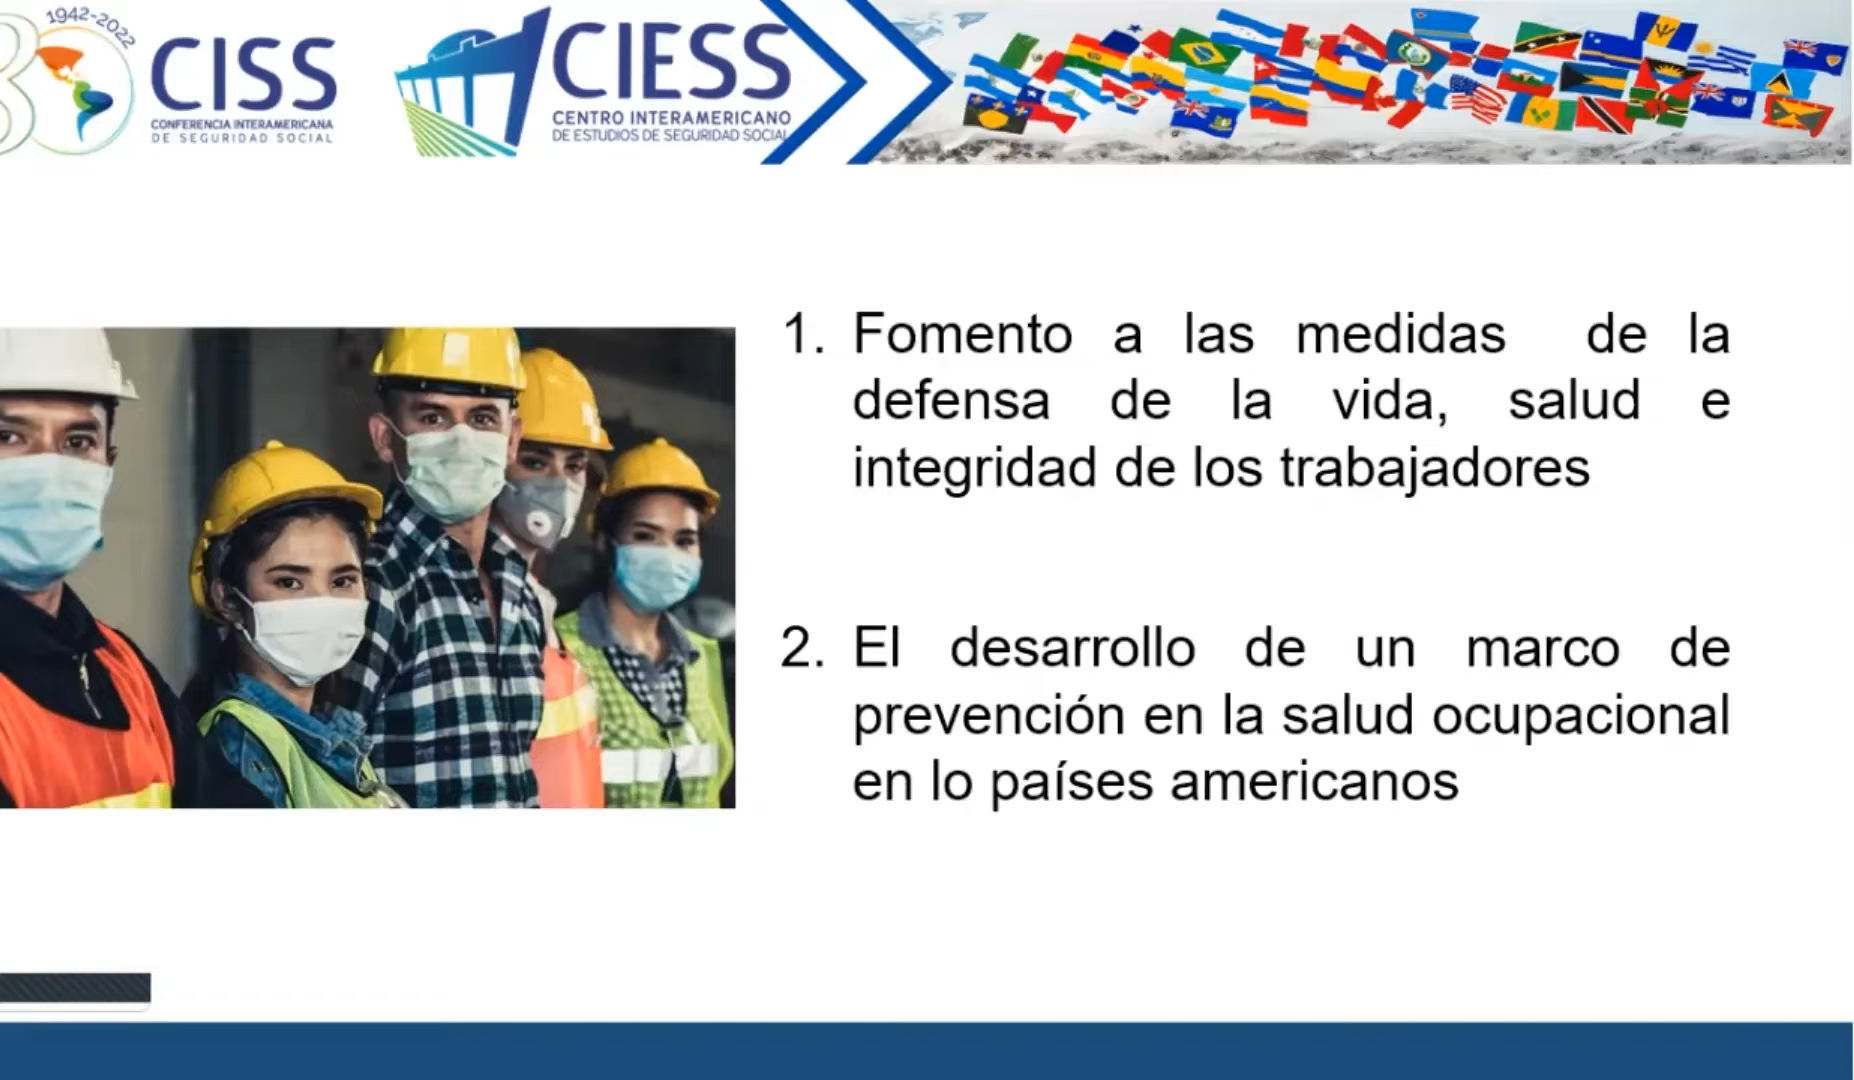 1942-2022
CISS
CONFERENCIA INTERAMERICANA
DE SEGURIDAD SOCIAL
CIESS
CENTRO INTERAMERICANO
DE ESTUDIOS DE SEGURIDAD SOCIAL
1. Fomento a las medidas de la
defensa de la vida, salud e
integridad de los trabajadores
2. El desarrollo de un marco de
prevención en la salud ocupacional
en lo países americanos